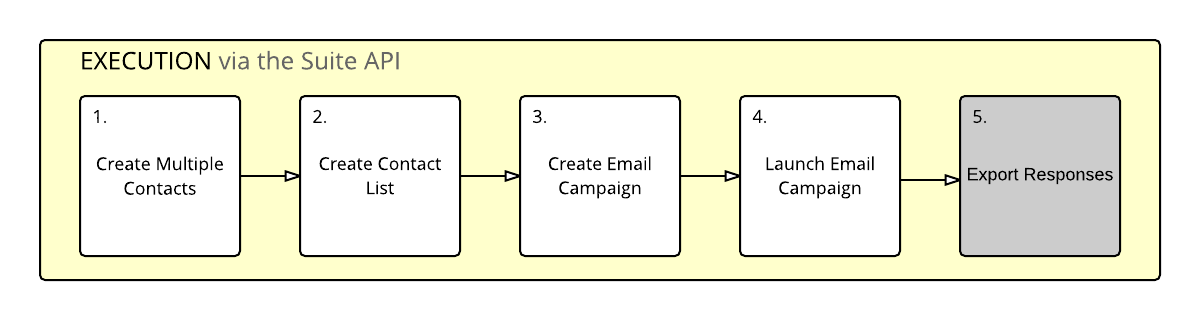 EXECUTION via the Suite API
1.
Create Multiple
Contacts
2.
Create Contact
List
3.
Create Email
Campaign
4.
Launch Email
Campaign
5.
Export Responses